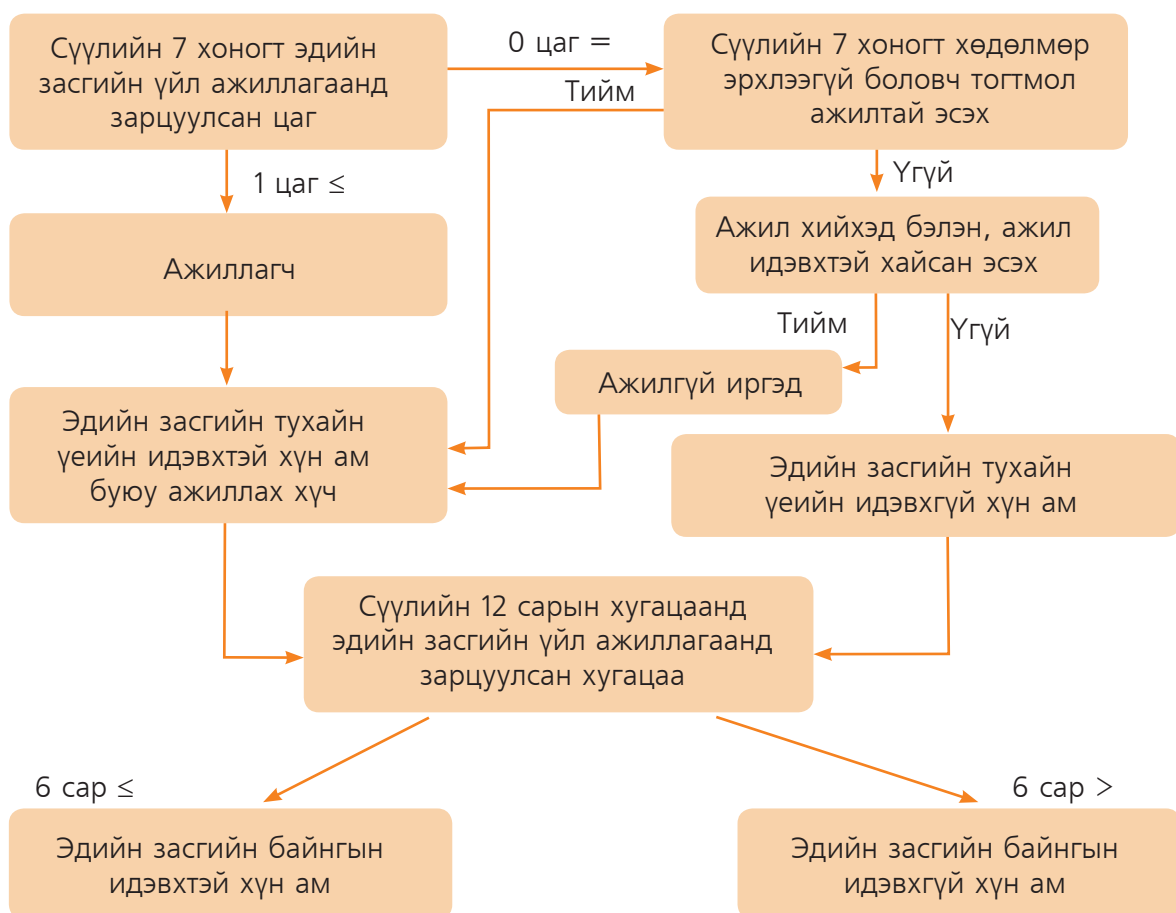 Сүүлийн 7 хоногт эдийн
засгийн үйл ажиллагаанд
зарцуулсан цаг
0 цаг =
Тийм
Сүүлийн 7 хоногт хөдөлмөр
эрхлээгүй боловч тогтмол
ажилтай эсэх
1 цаг ≤
Үгүй
Ажиллагч
Ажил хийхэд бэлэн, ажил
идэвхтэй хайсан эсэх
Тийм
Үгүй
Ажилгүй иргэд
Эдийн засгийн тухайн
үеийн идэвхтэй хүн ам
буюу ажиллах хүч
Эдийн засгийн тухайн
үеийн идэвхгүй хүн ам
Сүүлийн 12 сарын хугацаанд
эдийн засгийн үйл ажиллагаанд
зарцуулсан хугацаа
6 сар ≤
6 сар >
Эдийн засгийн байнгын
идэвхтэй хүн ам
Эдийн засгийн байнгын
идэвхгүй хүн ам